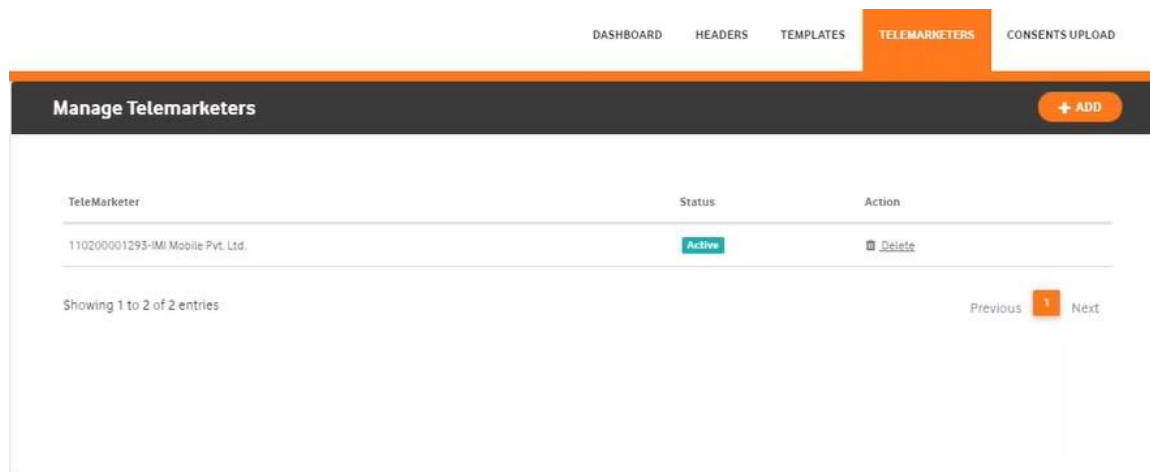 DASHBOARD HEADERS TEMPLATES TELEMARKETERS CONSENTS UPLOAD
Manage Telemarketers + ADD
TeleMarketer Status Action
110200001293-IMI Mobile Pvt. Ltd. Active Delete
Showing 1 to 2 of 2 entries Previous 1 Next